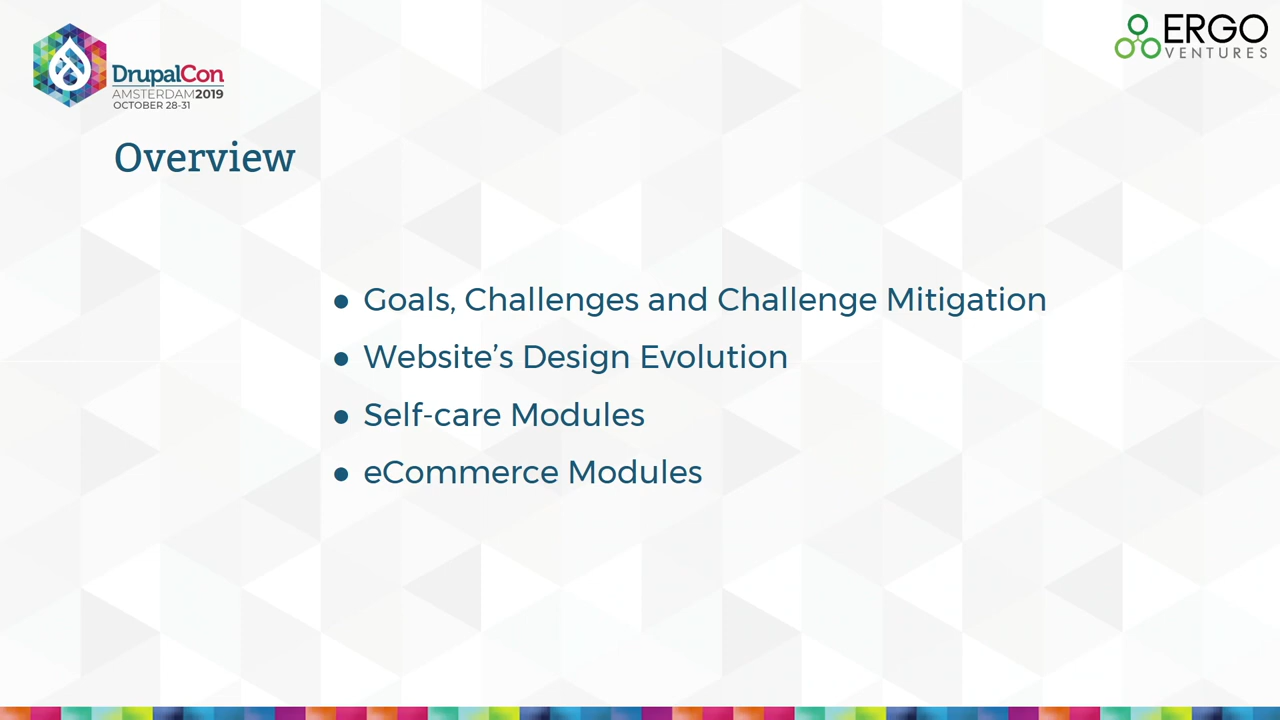 DrupalCon
AMSTERDAM2019
OCTOBER 28-31
ERGO
VENTURES
Overview
● Goals, Challenges and Challenge Mitigation
● Website’s Design Evolution
● Self-care Modules
● eCommerce Modules